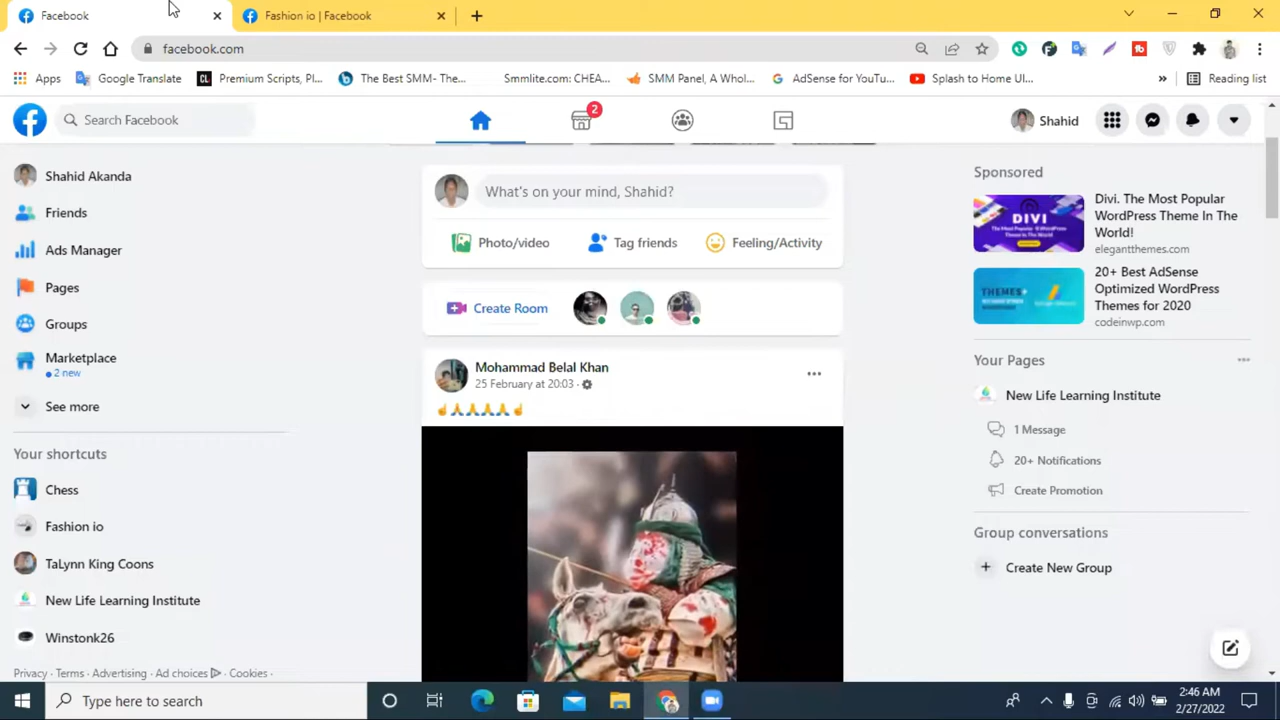 Facebook
Fashion io | Facebook
facebook.com
Apps
Google Translate
CL
Premium Scripts, Pl...
The Best SMM- The...
Smmlite.com: CHEA...
SMM Panel, A Whol...
AdSense for YouTu...
Splash to Home UI...
»
Reading list
Search Facebook
2
Shahid
Shahid Akanda
Friends
Ads Manager
Pages
Groups
Marketplace
2 new
See more
Your shortcuts
Chess
Fashion io
TaLynn King Coons
New Life Learning Institute
Winstonk26
Privacy · Terms · Advertising · Ad choices · Cookies ·
What's on your mind, Shahid?
Photo/video
Tag friends
Feeling/Activity
Create Room
Mohammad Belal Khan
25 February at 20:03 ·
Sponsored
DIVI
Divi. The Most Popular
WordPress Theme In The
World!
elegantthemes.com
THEMES+
20+ Best AdSense
Optimized WordPress
Themes for 2020
codeinwp.com
Your Pages
New Life Learning Institute
1 Message
20+ Notifications
Create Promotion
Group conversations
Create New Group
Type here to search
2:46 AM
2/27/2022